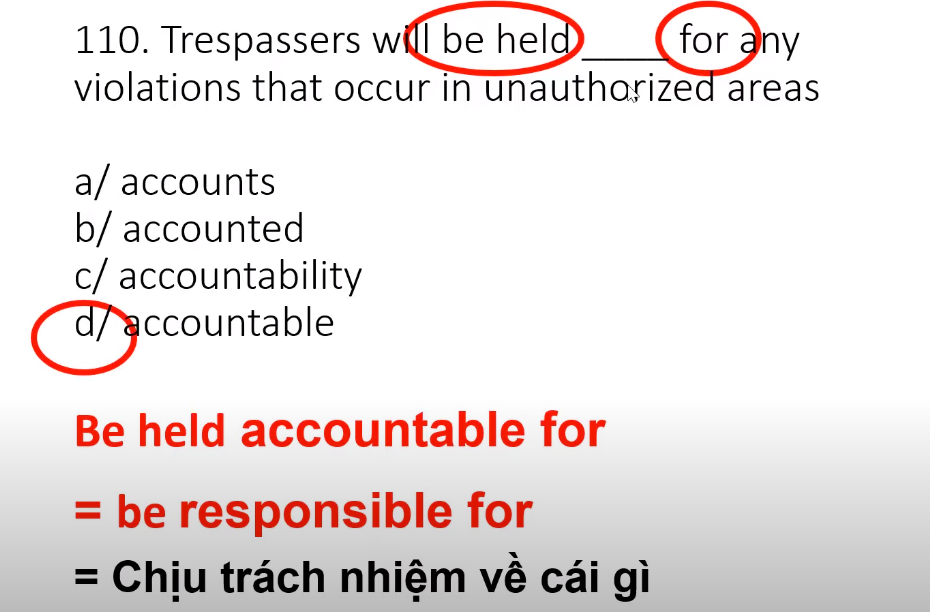 110. Trespassers will be held ____ for any
violations that occur in unauthorized areas
a/ accounts
b/ accounted
c/ accountability
d/ accountable
Be held accountable for
= be responsible for
= Chịu trách nhiệm về cái gì